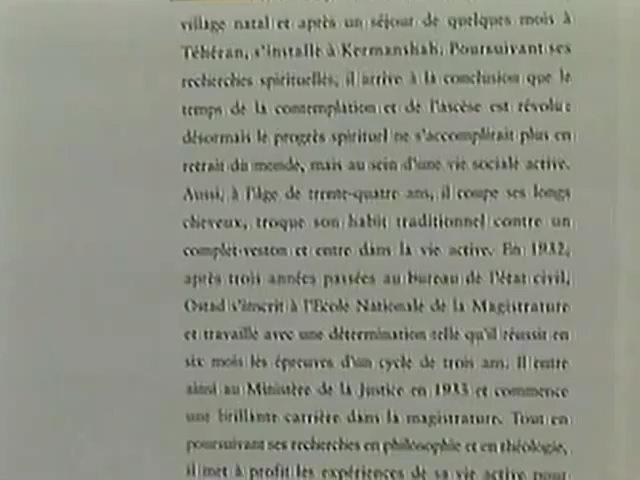 village natal et après un séjour de quelques mois à
Téhéran, s'installe à Kermanshah. Poursuivant ses
recherches spirituelles, il arrive à la conclusion que le
temps de la contemplation et de l'ascèse est révolu :
désormais le progrès spirituel ne s'accomplirait plus en
retrait du monde, mais au sein d'une vie sociale active.
Aussi, à l'âge de trente-quatre ans, il coupe ses longs
cheveux, troque son habit traditionnel contre un
complet-veston et entre dans la vie active. En 1932,
après trois années passées au bureau de l'état civil,
Ostad s'inscrit à l'Ecole Nationale de la Magistrature
et travaille avec une détermination telle qu'il réussit en
six mois les épreuves d'un cycle de trois ans. Il entre
ainsi au Ministère de la Justice en 1933 et commence
une brillante carrière dans la magistrature. Tout en
poursuivant ses recherches en philosophie et en théologie,
il met à profit les expériences de sa vie active pour